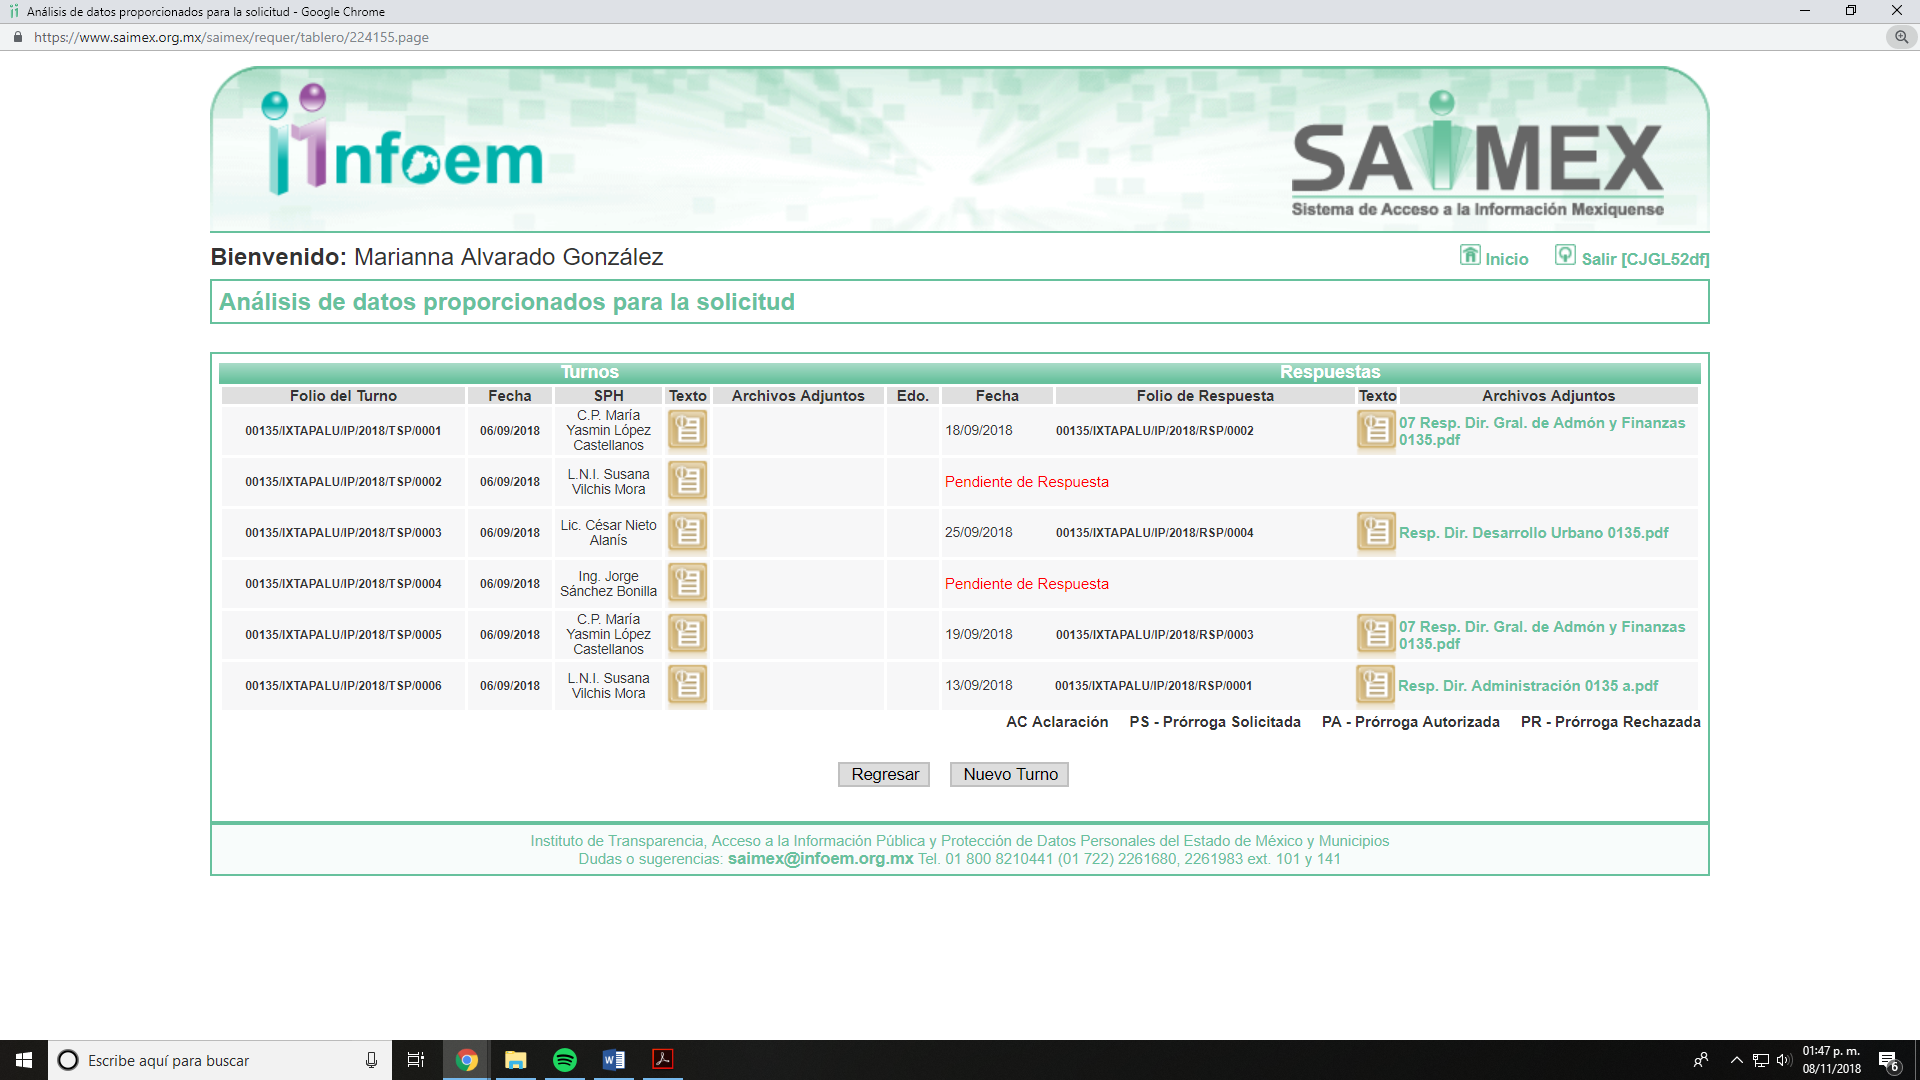 Análisis de datos proporcionados para la solicitud - Google Chrome
https://www.saimex.org.mx/saimex/requer/tablero/224155.page
infoem
SAIMEX
Sistema de Acceso a la Información Mexiquense
Bienvenido: Marianna Alvarado González
Inicio Salir [CJGL52df]
Análisis de datos proporcionados para la solicitud
Turnos Respuestas
Folio del Turno Fecha SPH Texto Archivos Adjuntos Edo. Fecha Folio de Respuesta Texto Archivos Adjuntos
00135/IXTAPALU/IP/2018/TSP/0001 06/09/2018 C.P. María Yasmin López Castellanos 18/09/2018 00135/IXTAPALU/IP/2018/RSP/0002 07 Resp. Dir. Gral. de Admón y Finanzas 0135.pdf
00135/IXTAPALU/IP/2018/TSP/0002 06/09/2018 L.N.I. Susana Vilchis Mora Pendiente de Respuesta
00135/IXTAPALU/IP/2018/TSP/0003 06/09/2018 Lic. César Nieto Alanís 25/09/2018 00135/IXTAPALU/IP/2018/RSP/0004 Resp. Dir. Desarrollo Urbano 0135.pdf
00135/IXTAPALU/IP/2018/TSP/0004 06/09/2018 Ing. Jorge Sánchez Bonilla Pendiente de Respuesta
00135/IXTAPALU/IP/2018/TSP/0005 06/09/2018 C.P. María Yasmin López Castellanos 19/09/2018 00135/IXTAPALU/IP/2018/RSP/0003 07 Resp. Dir. Gral. de Admón y Finanzas 0135.pdf
00135/IXTAPALU/IP/2018/TSP/0006 06/09/2018 L.N.I. Susana Vilchis Mora 13/09/2018 00135/IXTAPALU/IP/2018/RSP/0001 Resp. Dir. Administración 0135 a.pdf
AC Aclaración PS - Prórroga Solicitada PA - Prórroga Autorizada PR - Prórroga Rechazada
Regresar Nuevo Turno
Instituto de Transparencia, Acceso a la Información Pública y Protección de Datos Personales del Estado de México y Municipios
Dudas o sugerencias: saimex@infoem.org.mx Tel. 01 800 8210441 (01 722) 2261680, 2261983 ext. 101 y 141
Escribe aquí para buscar
01:47 p. m.
08/11/2018
6